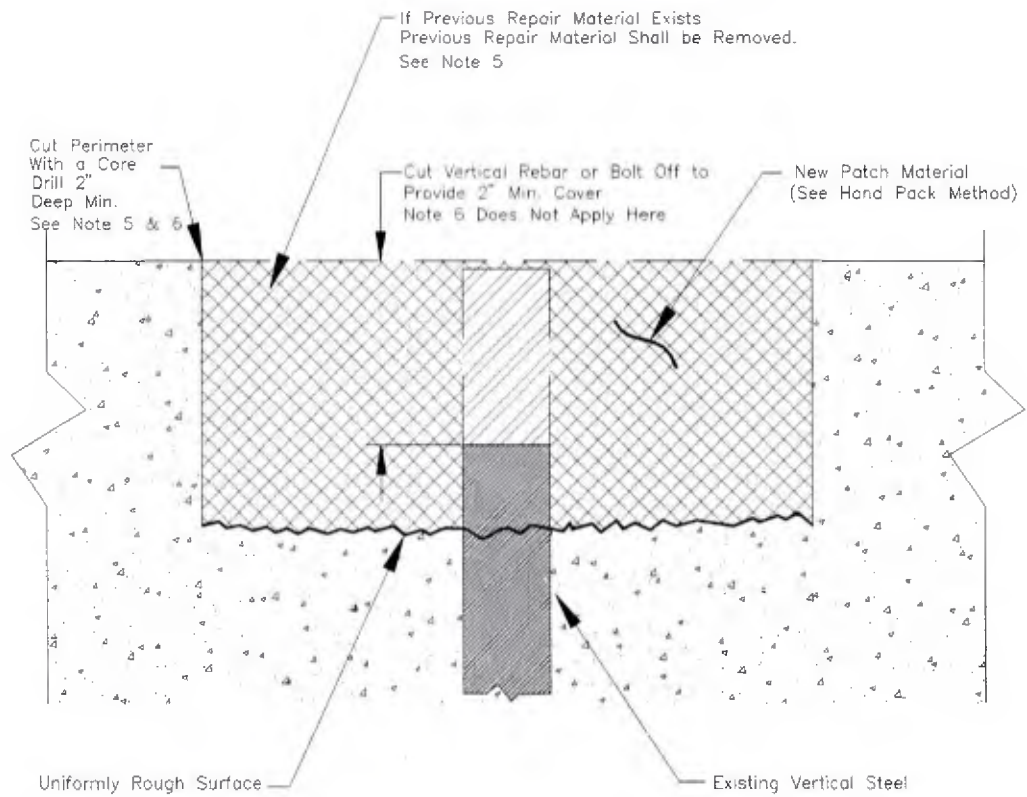 If Previous Repair Material Exists
Previous Repair Material Shall be Removed.
See Note 5
Cut Perimeter
With a Core
Drill 2"
Deep Min.
See Note 5 & 6
Cut Vertical Rebar or Bolt Off to
Provide 2" Min. Cover
Note 6 Does Not Apply Here
New Patch Material
(See Hand Pack Method)
Uniformly Rough Surface
Existing Vertical Steel